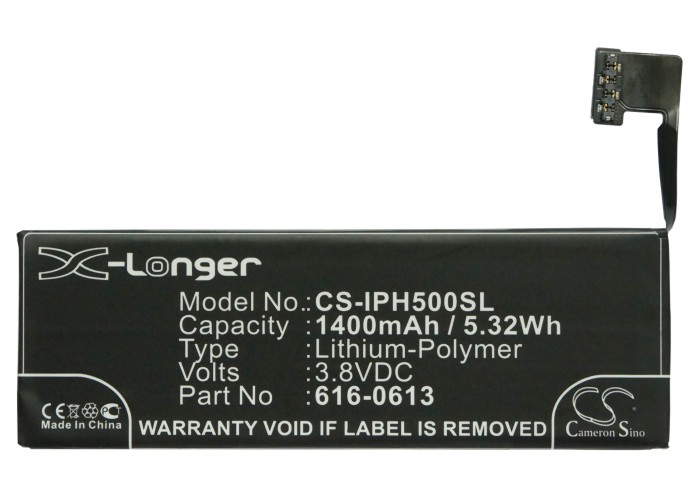 X-Longer
Model No.: CS-IPH500SL
Capacity : 1400mAh / 5.32Wh
Type : Lithium-Polymer
Volts : 3.8VDC
Part No : 616-0613
Made in China
WARRANTY VOID IF LABEL IS REMOVED
CS
Cameron Sino